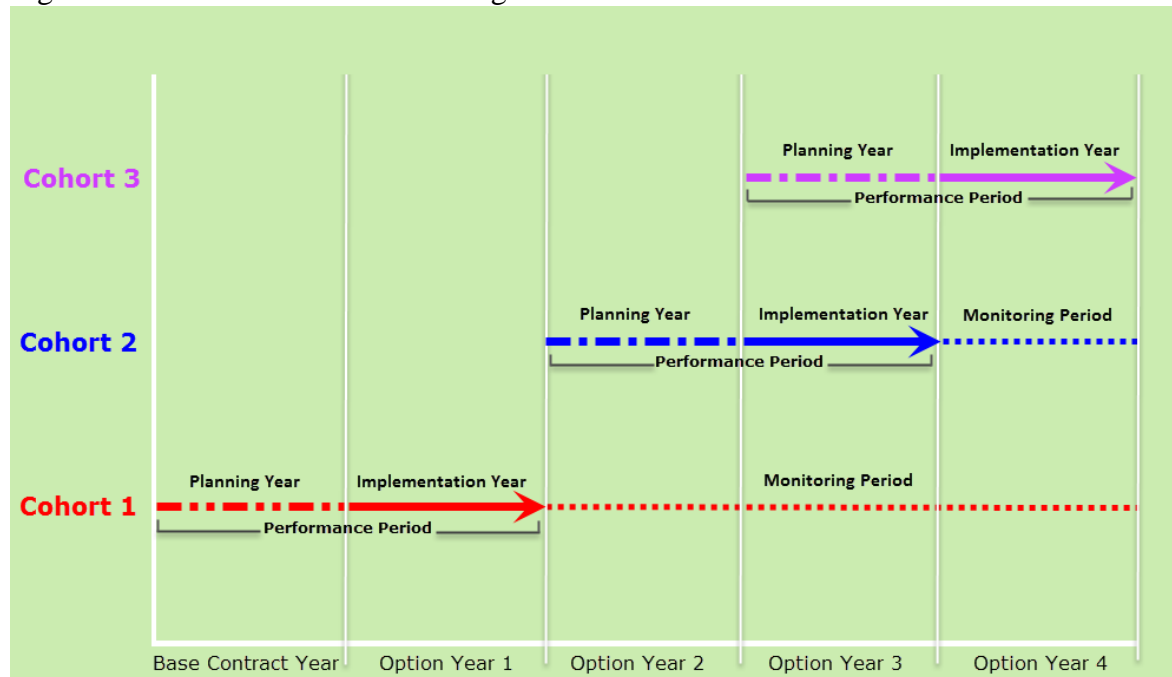 Planning Year Implementation Year
Cohort 3
Performance Period
Planning Year Implementation Year Monitoring Period
Cohort 2
Performance Period
Planning Year Implementation Year Monitoring Period
Cohort 1
Performance Period
Base Contract Year Option Year 1 Option Year 2 Option Year 3 Option Year 4